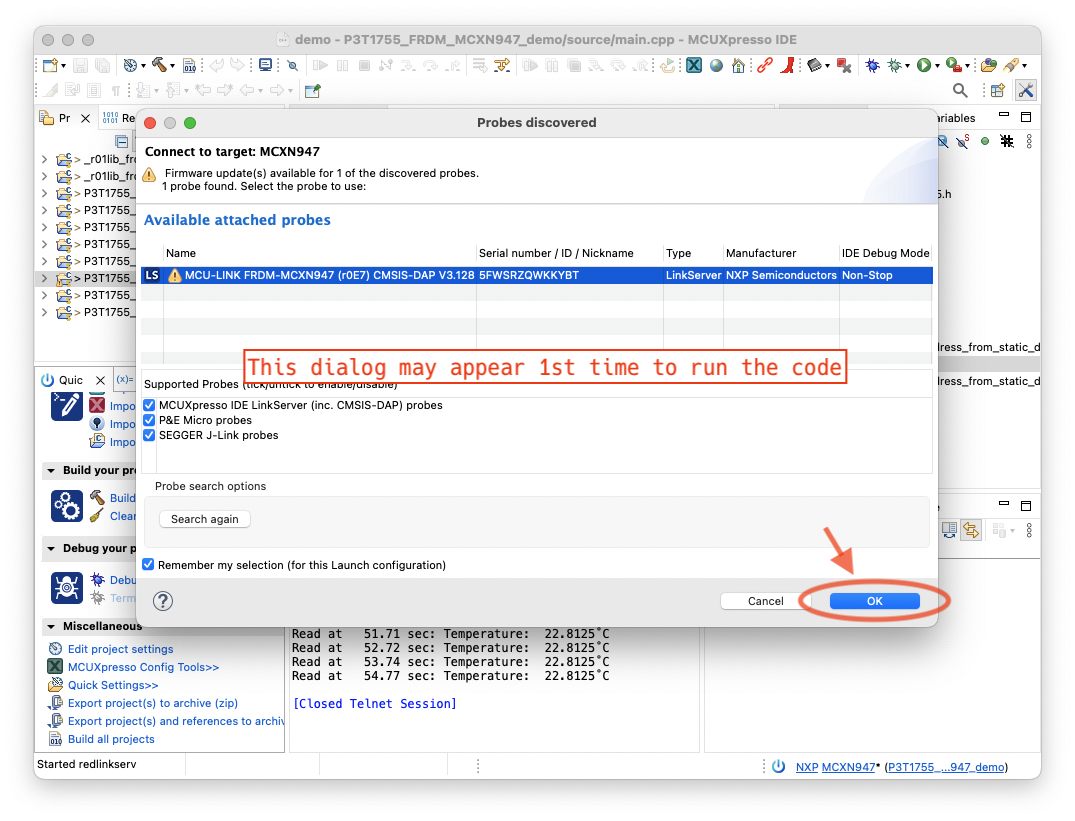 demo - P3T1755_FRDM_MCXN947_demo/source/main.cpp - MCUXpresso IDE
Pr
Re
ariables
> _r01lib_fro
> _r01lib_fro
> P3T1755_
> P3T1755_
> P3T1755_
> P3T1755_
> P3T1755_
> P3T1755_
> P3T1755_
> P3T1755_
5.h
dress_from_static_d
dress_from_static_d
Probes discovered
Connect to target: MCXN947
Firmware update(s) available for 1 of the discovered probes.
1 probe found. Select the probe to use:
Available attached probes
Name Serial number / ID / Nickname Type Manufacturer IDE Debug Mode
LS MCU-LINK FRDM-MCXN947 (r0E7) CMSIS-DAP V3.128 5FWSRZQWKKYBT LinkServer NXP Semiconductors Non-Stop
This dialog may appear 1st time to run the code
Supported Probes (tick/untick to enable/disable)
MCUXpresso IDE LinkServer (inc. CMSIS-DAP) probes
P&E Micro probes
SEGGER J-Link probes
Probe search options
Search again
Remember my selection (for this Launch configuration)
? Cancel OK
Quic
(x)=
Impo
Impo
Impo
Build your pro
Build
Clear
Debug your p
Debu
Term
Miscellaneous
Edit project settings
MCUXpresso Config Tools>>
Quick Settings>>
Export project(s) to archive (zip)
Export project(s) and references to archiv
Build all projects
Read at 51.71 sec: Temperature: 22.8125˚C
Read at 52.72 sec: Temperature: 22.8125˚C
Read at 53.74 sec: Temperature: 22.8125˚C
Read at 54.77 sec: Temperature: 22.8125˚C
[Closed Telnet Session]
Started redlinkserv
NXP MCXN947* (P3T1755_...947_demo)